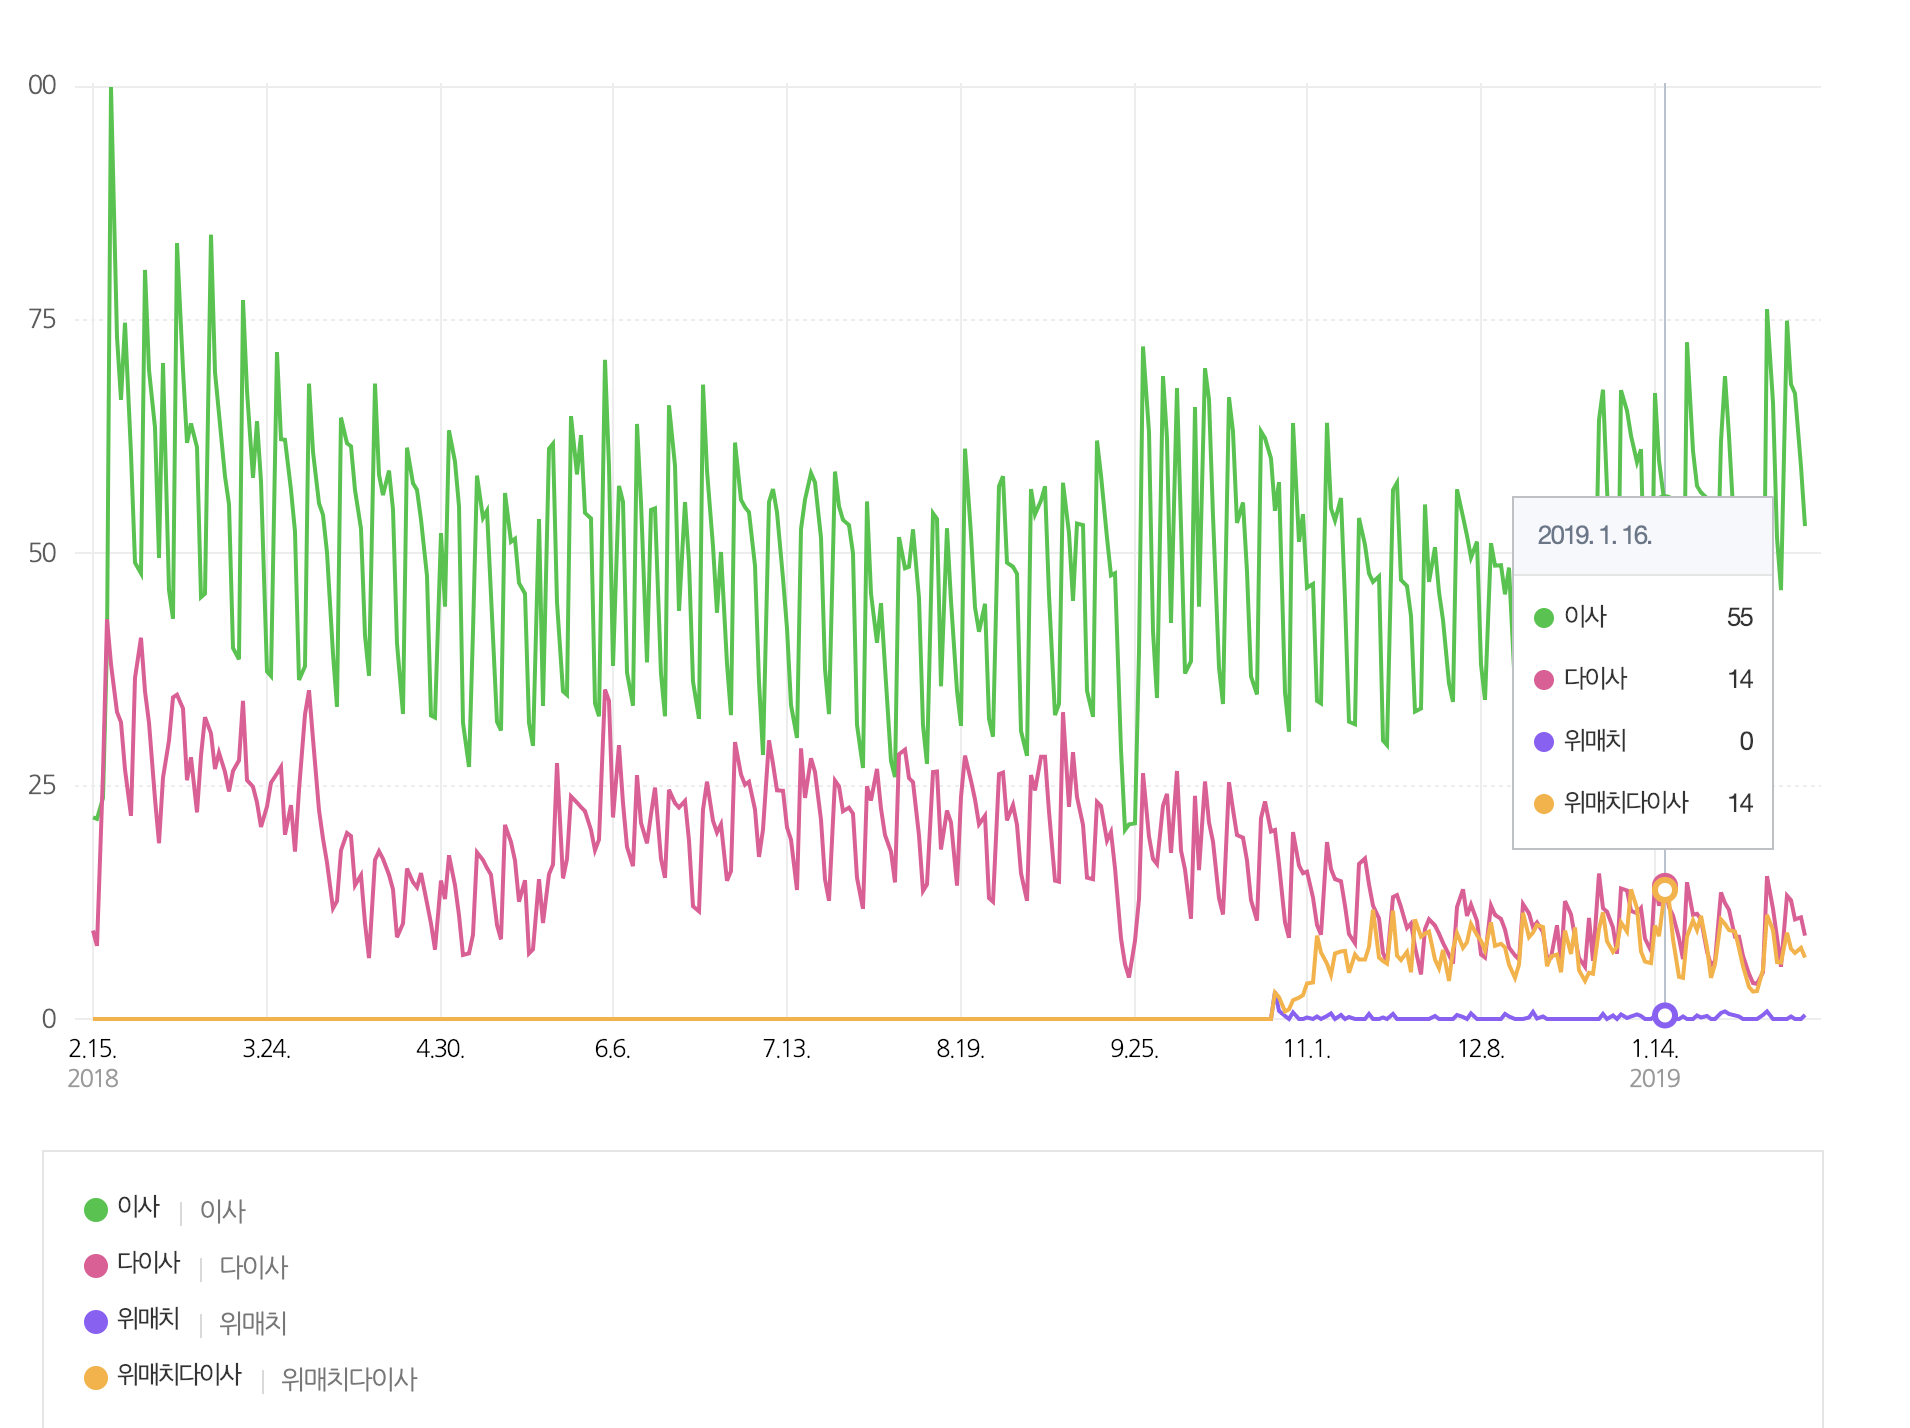 00
75
50
25
0
2.15.
2018
3.24.
4.30.
6.6.
7.13.
8.19.
9.25.
11.1.
12.8.
1.14.
2019
2019. 1. 16.
이사 55
다이사 14
위매치 0
위매치다이사 14
이사 | 이사
다이사 | 다이사
위매치 | 위매치
위매치다이사 | 위매치다이사